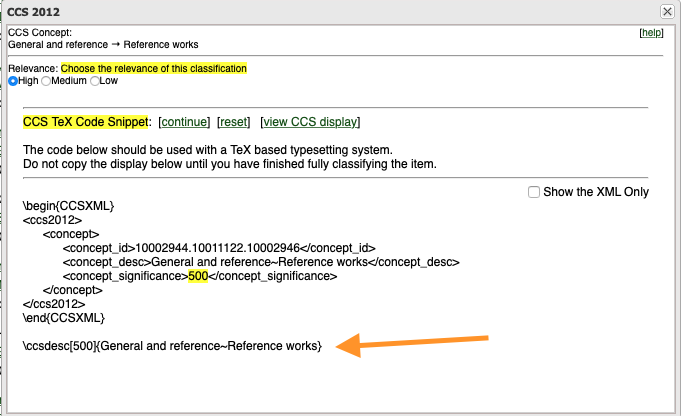 CCS 2012
CCS Concept:
[help]
General and reference → Reference works
Relevance: Choose the relevance of this classification
High Medium Low
CCS TeX Code Snippet: [continue] [reset] [view CCS display]
The code below should be used with a TeX based typesetting system.
Do not copy the display below until you have finished fully classifying the item.
Show the XML Only
\begin{CCSXML}
<ccs2012>
<concept>
<concept_id>10002944.10011122.10002946</concept_id>
<concept_desc>General and reference~Reference works</concept_desc>
<concept_significance>500</concept_significance>
</concept>
</ccs2012>
\end{CCSXML}
\ccsdesc[500]{General and reference~Reference works}